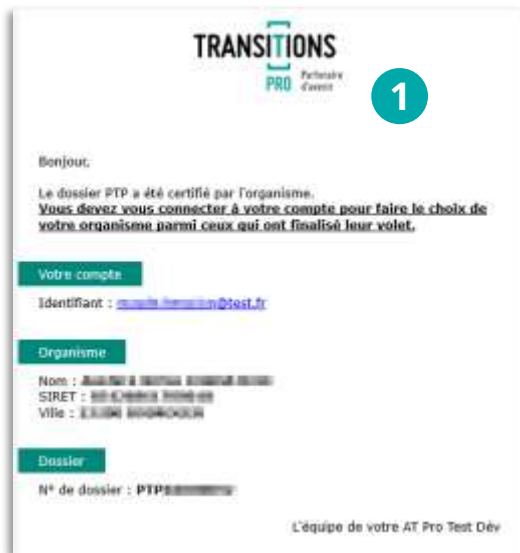 TRANSITIONS
PRO Partenaire d'avenir
1
Bonjour,
Le dossier PTP a été certifié par l'organisme.
Vous devez vous connecter à votre compte pour faire le choix de
votre organisme parmi ceux qui ont finalisé leur volet.
Votre compte
Identifiant : @test.fr
Organisme
Nom :
SIRET :
Ville :
Dossier
N° de dossier : PTP
L'équipe de votre AT Pro Test Dév